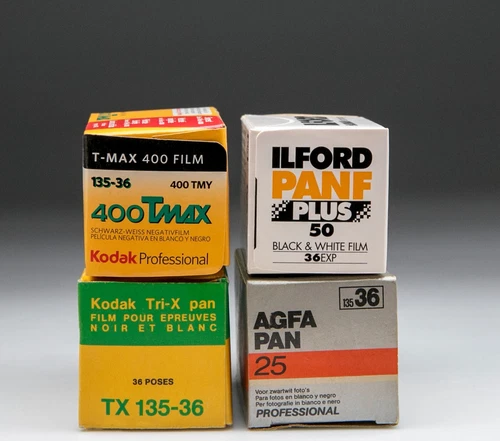 T-MAX 400 FILM
135-36 400 TMY
400 TMAX
SCHWARZ-WEISS NEGATIVFILM
PELÍCULA NEGATIVA EN BLANCO Y NEGRO
Kodak Professional
ILFORD
PANF
PLUS
50
BLACK & WHITE FILM
36EXP
Kodak Tri-X pan
FILM POUR EPREUVES
NOIR ET BLANC
36 POSES
TX 135-36
135 36
AGFA
PAN
25
Voor zwartwit foto's
Para fotos en blanco y negro
Per fotografie in bianco e nero
PROFESSIONAL